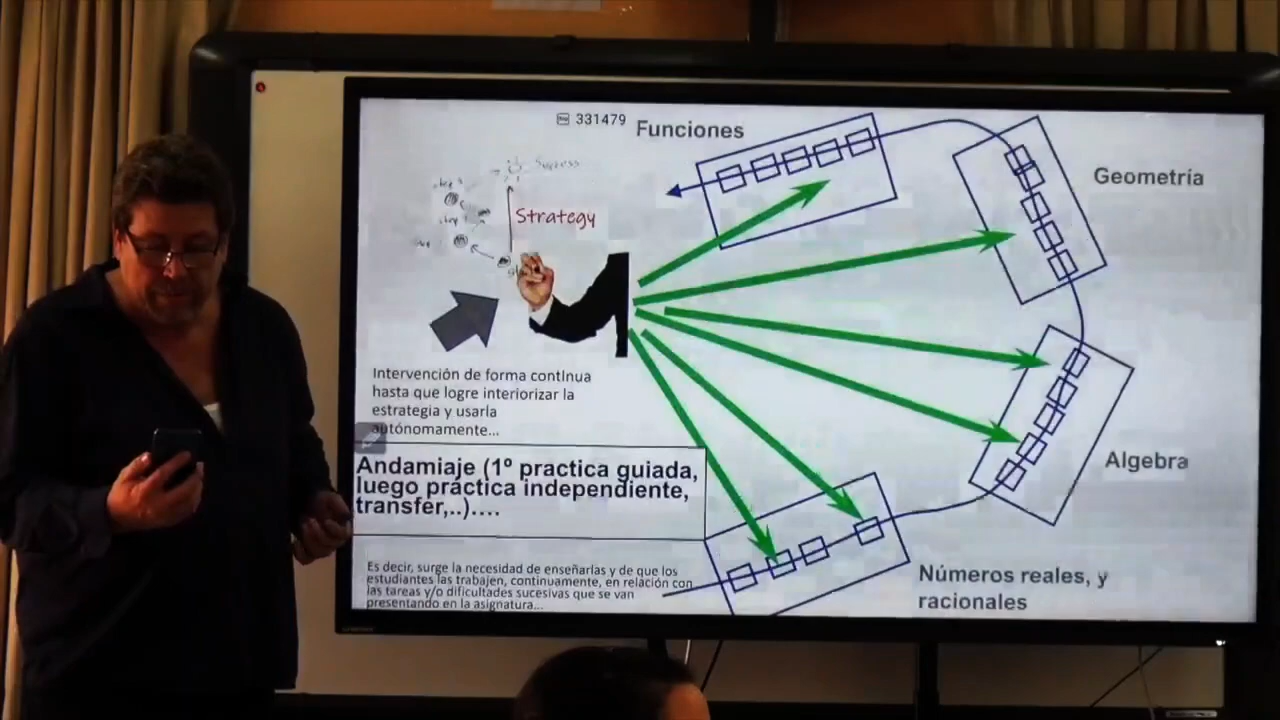 331479
Funciones
Geometría
Success
Strategy
Intervención de forma contInua
hasta que logre interiorizar la
estrategia y usarla
autónomamente...
Andamiaje (1º practica guiada,
luego práctica independiente,
transfer,..)....
Algebra
Es decir, surge la necesidad de enseñarlas y de que los
estudiantes las trabajen, continuamente, en relación con
las tareas y/o dificultades sucesivas que se van
presentando en la asignatura...
Números reales, y
racionales